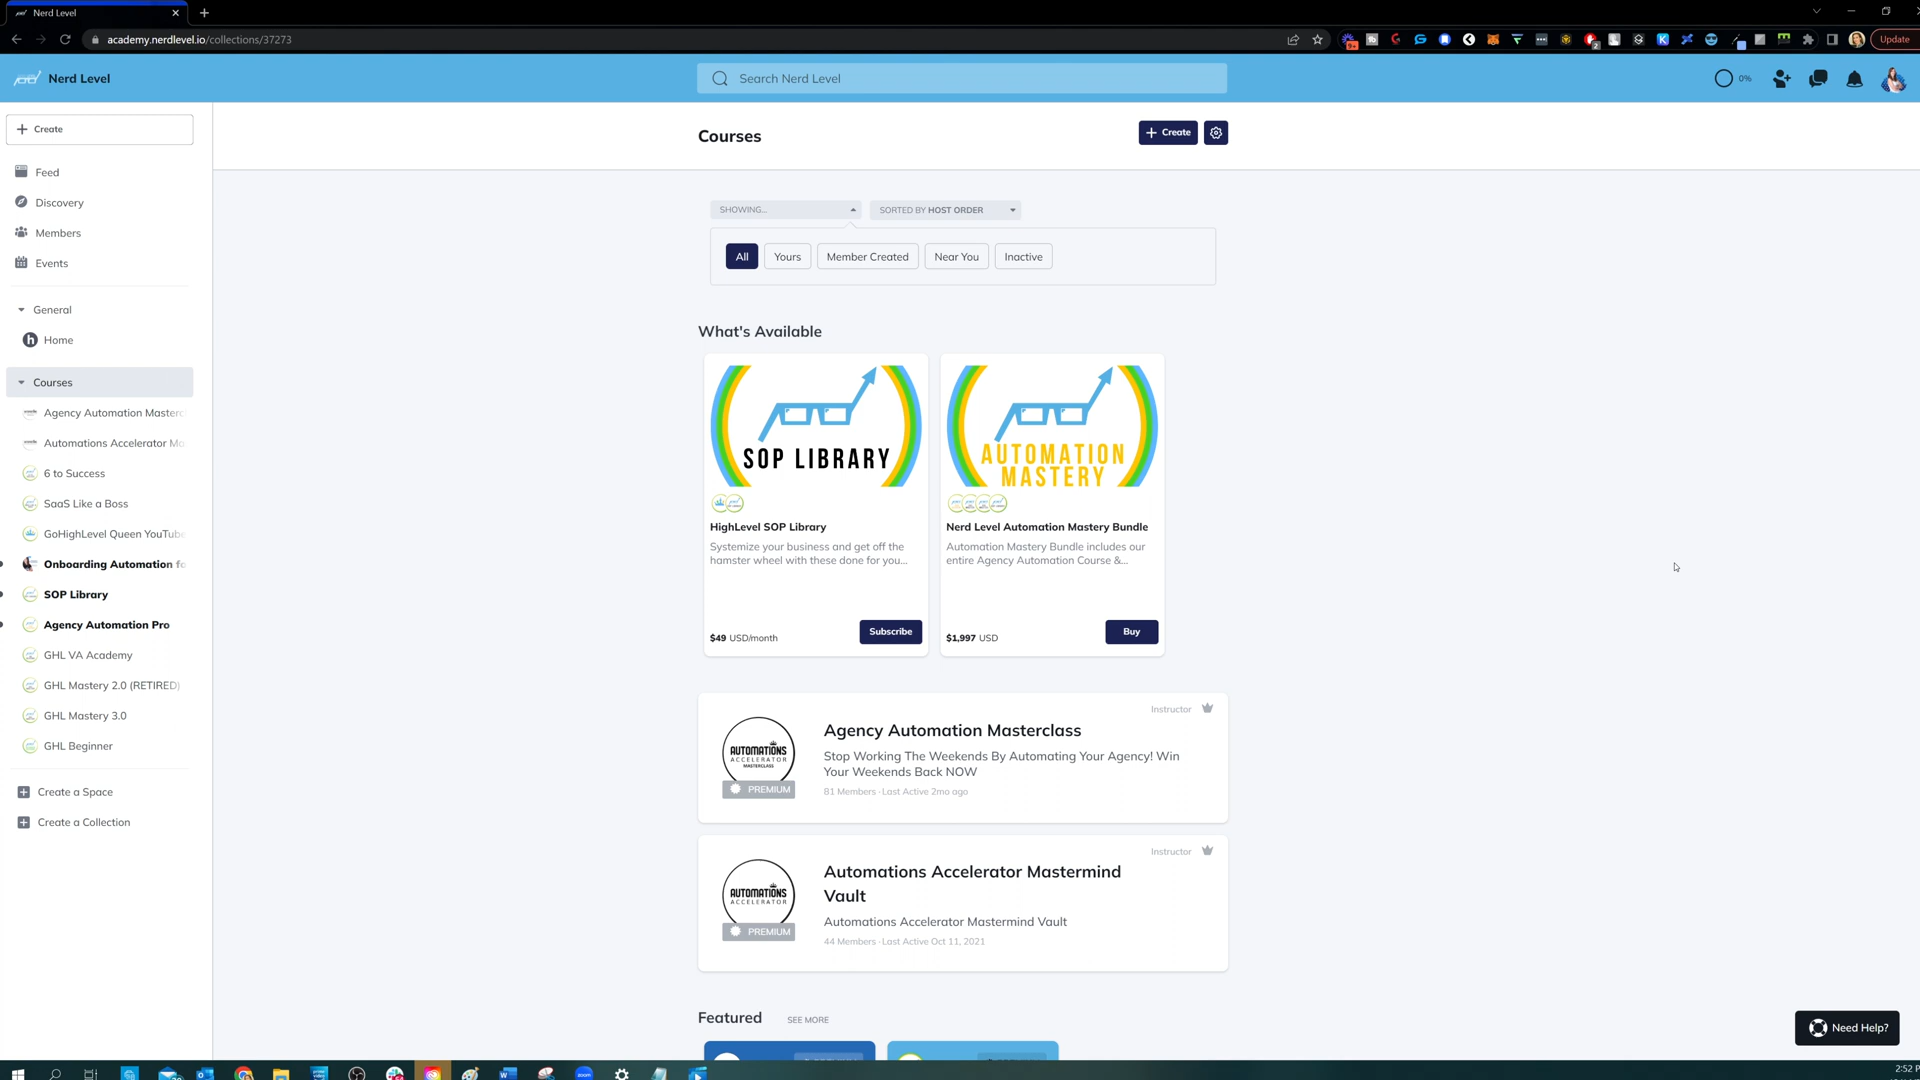 Nerd Level
academy.nerdlevel.io/collections/37273
Update
Nerd Level
Search Nerd Level
0%
Create
Feed
Discovery
Members
Events
General
Home
Courses
Agency Automation Masterc
Automations Accelerator Ma
6 to Success
SaaS Like a Boss
GoHighLevel Queen YouTube
Onboarding Automation fo
SOP Library
Agency Automation Pro
GHL VA Academy
GHL Mastery 2.0 (RETIRED)
GHL Mastery 3.0
GHL Beginner
Create a Space
Create a Collection
Courses
Create
SHOWING...
SORTED BY HOST ORDER
All
Yours
Member Created
Near You
Inactive
What's Available
SOP LIBRARY
HighLevel SOP Library
Systemize your business and get off the
hamster wheel with these done for you...
$49 USD/month
Subscribe
AUTOMATION
MASTERY
Nerd Level Automation Mastery Bundle
Automation Mastery Bundle includes our
entire Agency Automation Course &...
$1,997 USD
Buy
Instructor
AUTOMATIONS
ACCELERATOR
MASTERCLASS
PREMIUM
Agency Automation Masterclass
Stop Working The Weekends By Automating Your Agency! Win
Your Weekends Back NOW
81 Members · Last Active 2mo ago
Instructor
AUTOMATIONS
ACCELERATOR
PREMIUM
Automations Accelerator Mastermind
Vault
Automations Accelerator Mastermind Vault
44 Members · Last Active Oct 11, 2021
Featured
SEE MORE
Need Help?
2:52 P